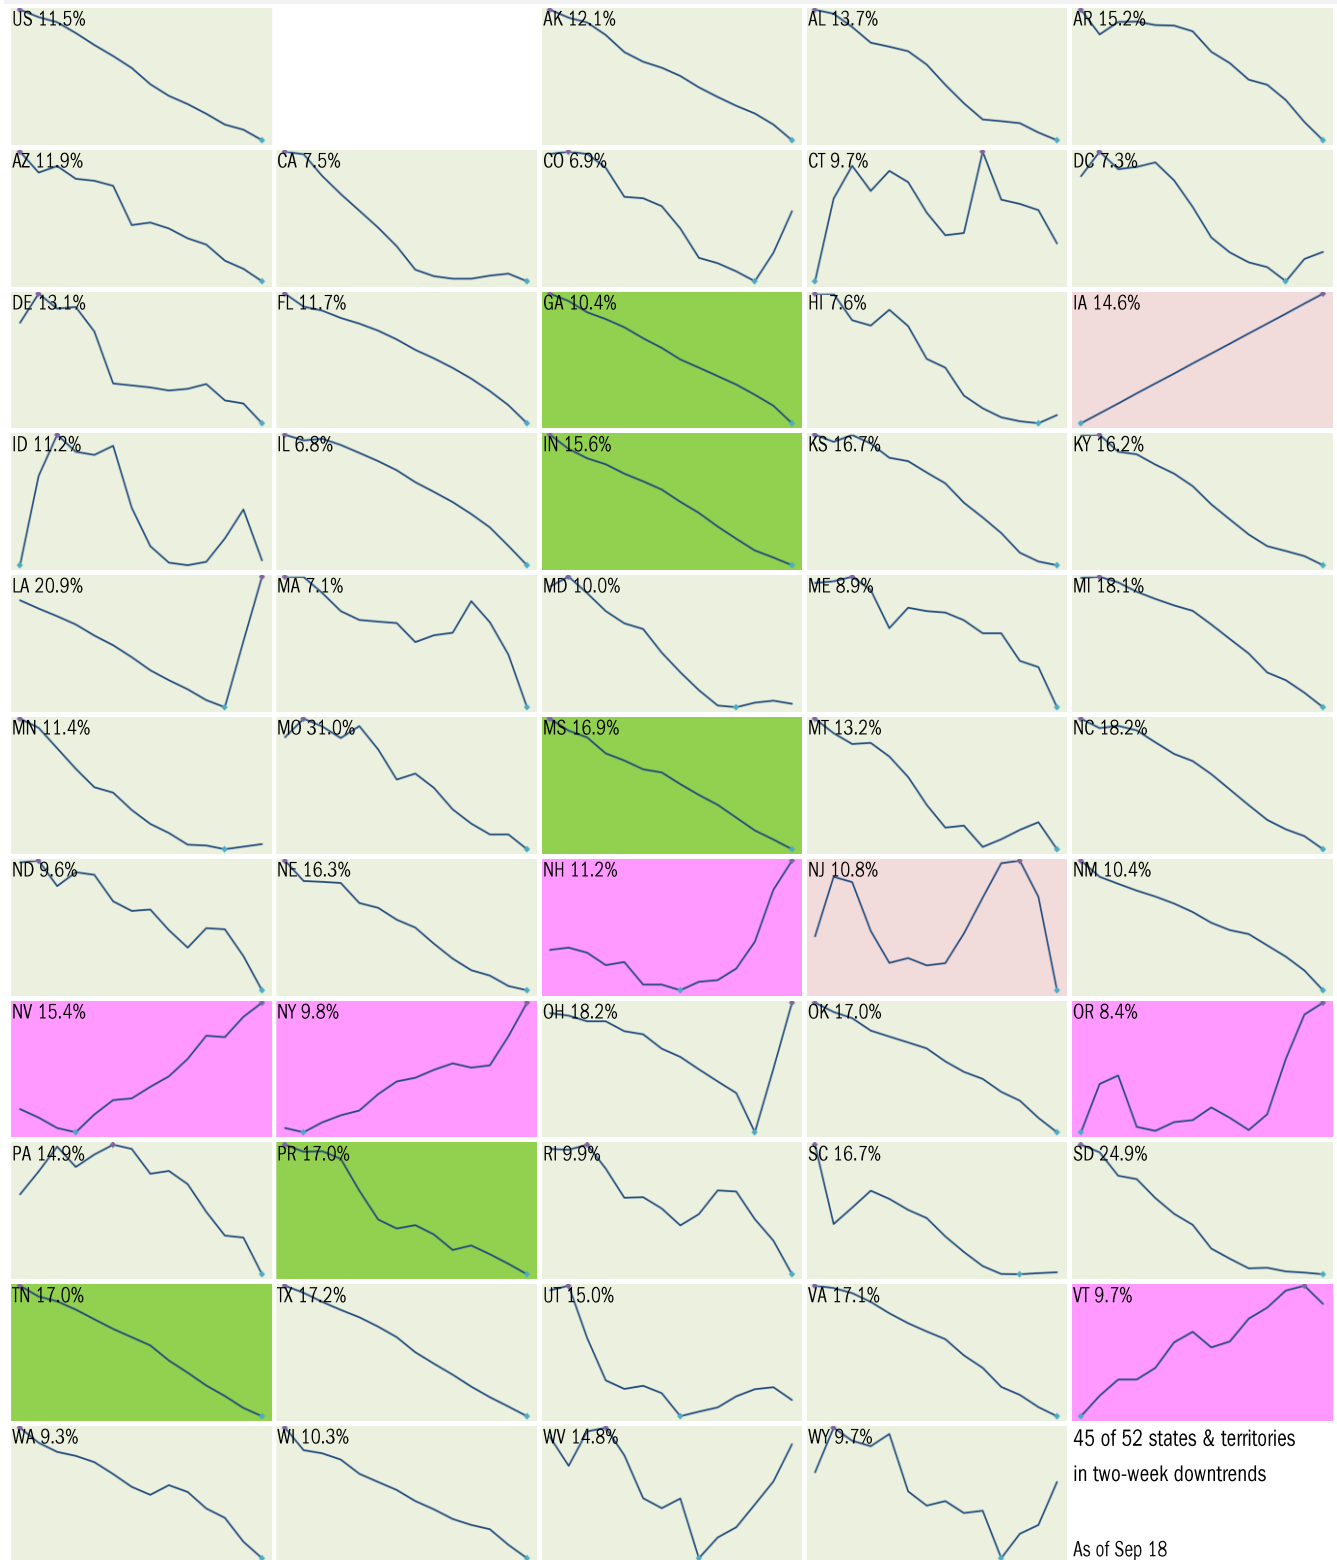 US 11.5%
AK 12.1%
AL 13.7%
AR 15.2%
AZ 11.9%
CA 7.5%
CO 6.9%
CT 9.7%
DC 7.3%
DE 13.1%
FL 11.7%
GA 10.4%
HI 7.6%
IA 14.6%
ID 11.2%
IL 6.8%
IN 15.6%
KS 16.7%
KY 16.2%
LA 20.9%
MA 7.1%
MD 10.0%
ME 8.9%
MI 18.1%
MN 11.4%
MO 31.0%
MS 16.9%
MT 13.2%
NC 18.2%
ND 9.6%
NE 16.3%
NH 11.2%
NJ 10.8%
NM 10.4%
NV 15.4%
NY 9.8%
OH 18.2%
OK 17.0%
OR 8.4%
PA 14.9%
PR 17.0%
RI 9.9%
SC 16.7%
SD 24.9%
TN 17.0%
TX 17.2%
UT 15.0%
VA 17.1%
VT 9.7%
WA 9.3%
WI 10.3%
WV 14.8%
WY 9.7%
45 of 52 states & territories
in two-week downtrends
As of Sep 18